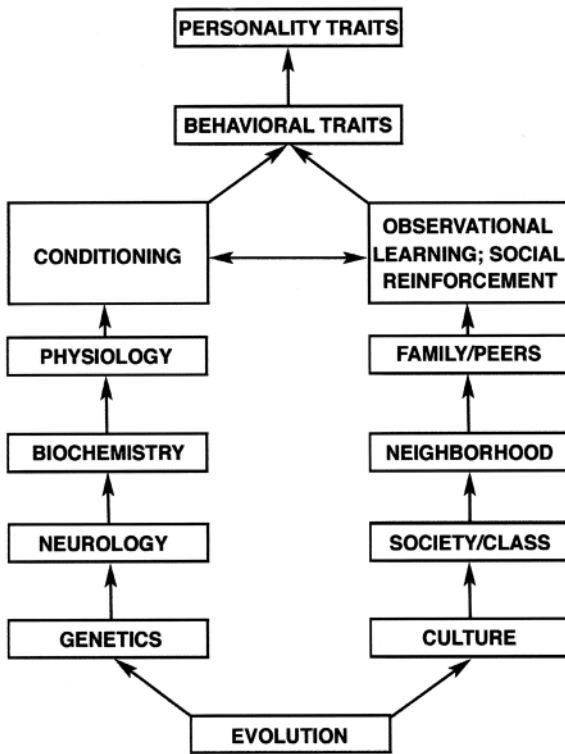 PERSONALITY TRAITS
BEHAVIORAL TRAITS
CONDITIONING
OBSERVATIONAL
LEARNING; SOCIAL
REINFORCEMENT
PHYSIOLOGY
FAMILY/PEERS
BIOCHEMISTRY
NEIGHBORHOOD
NEUROLOGY
SOCIETY/CLASS
GENETICS
CULTURE
EVOLUTION